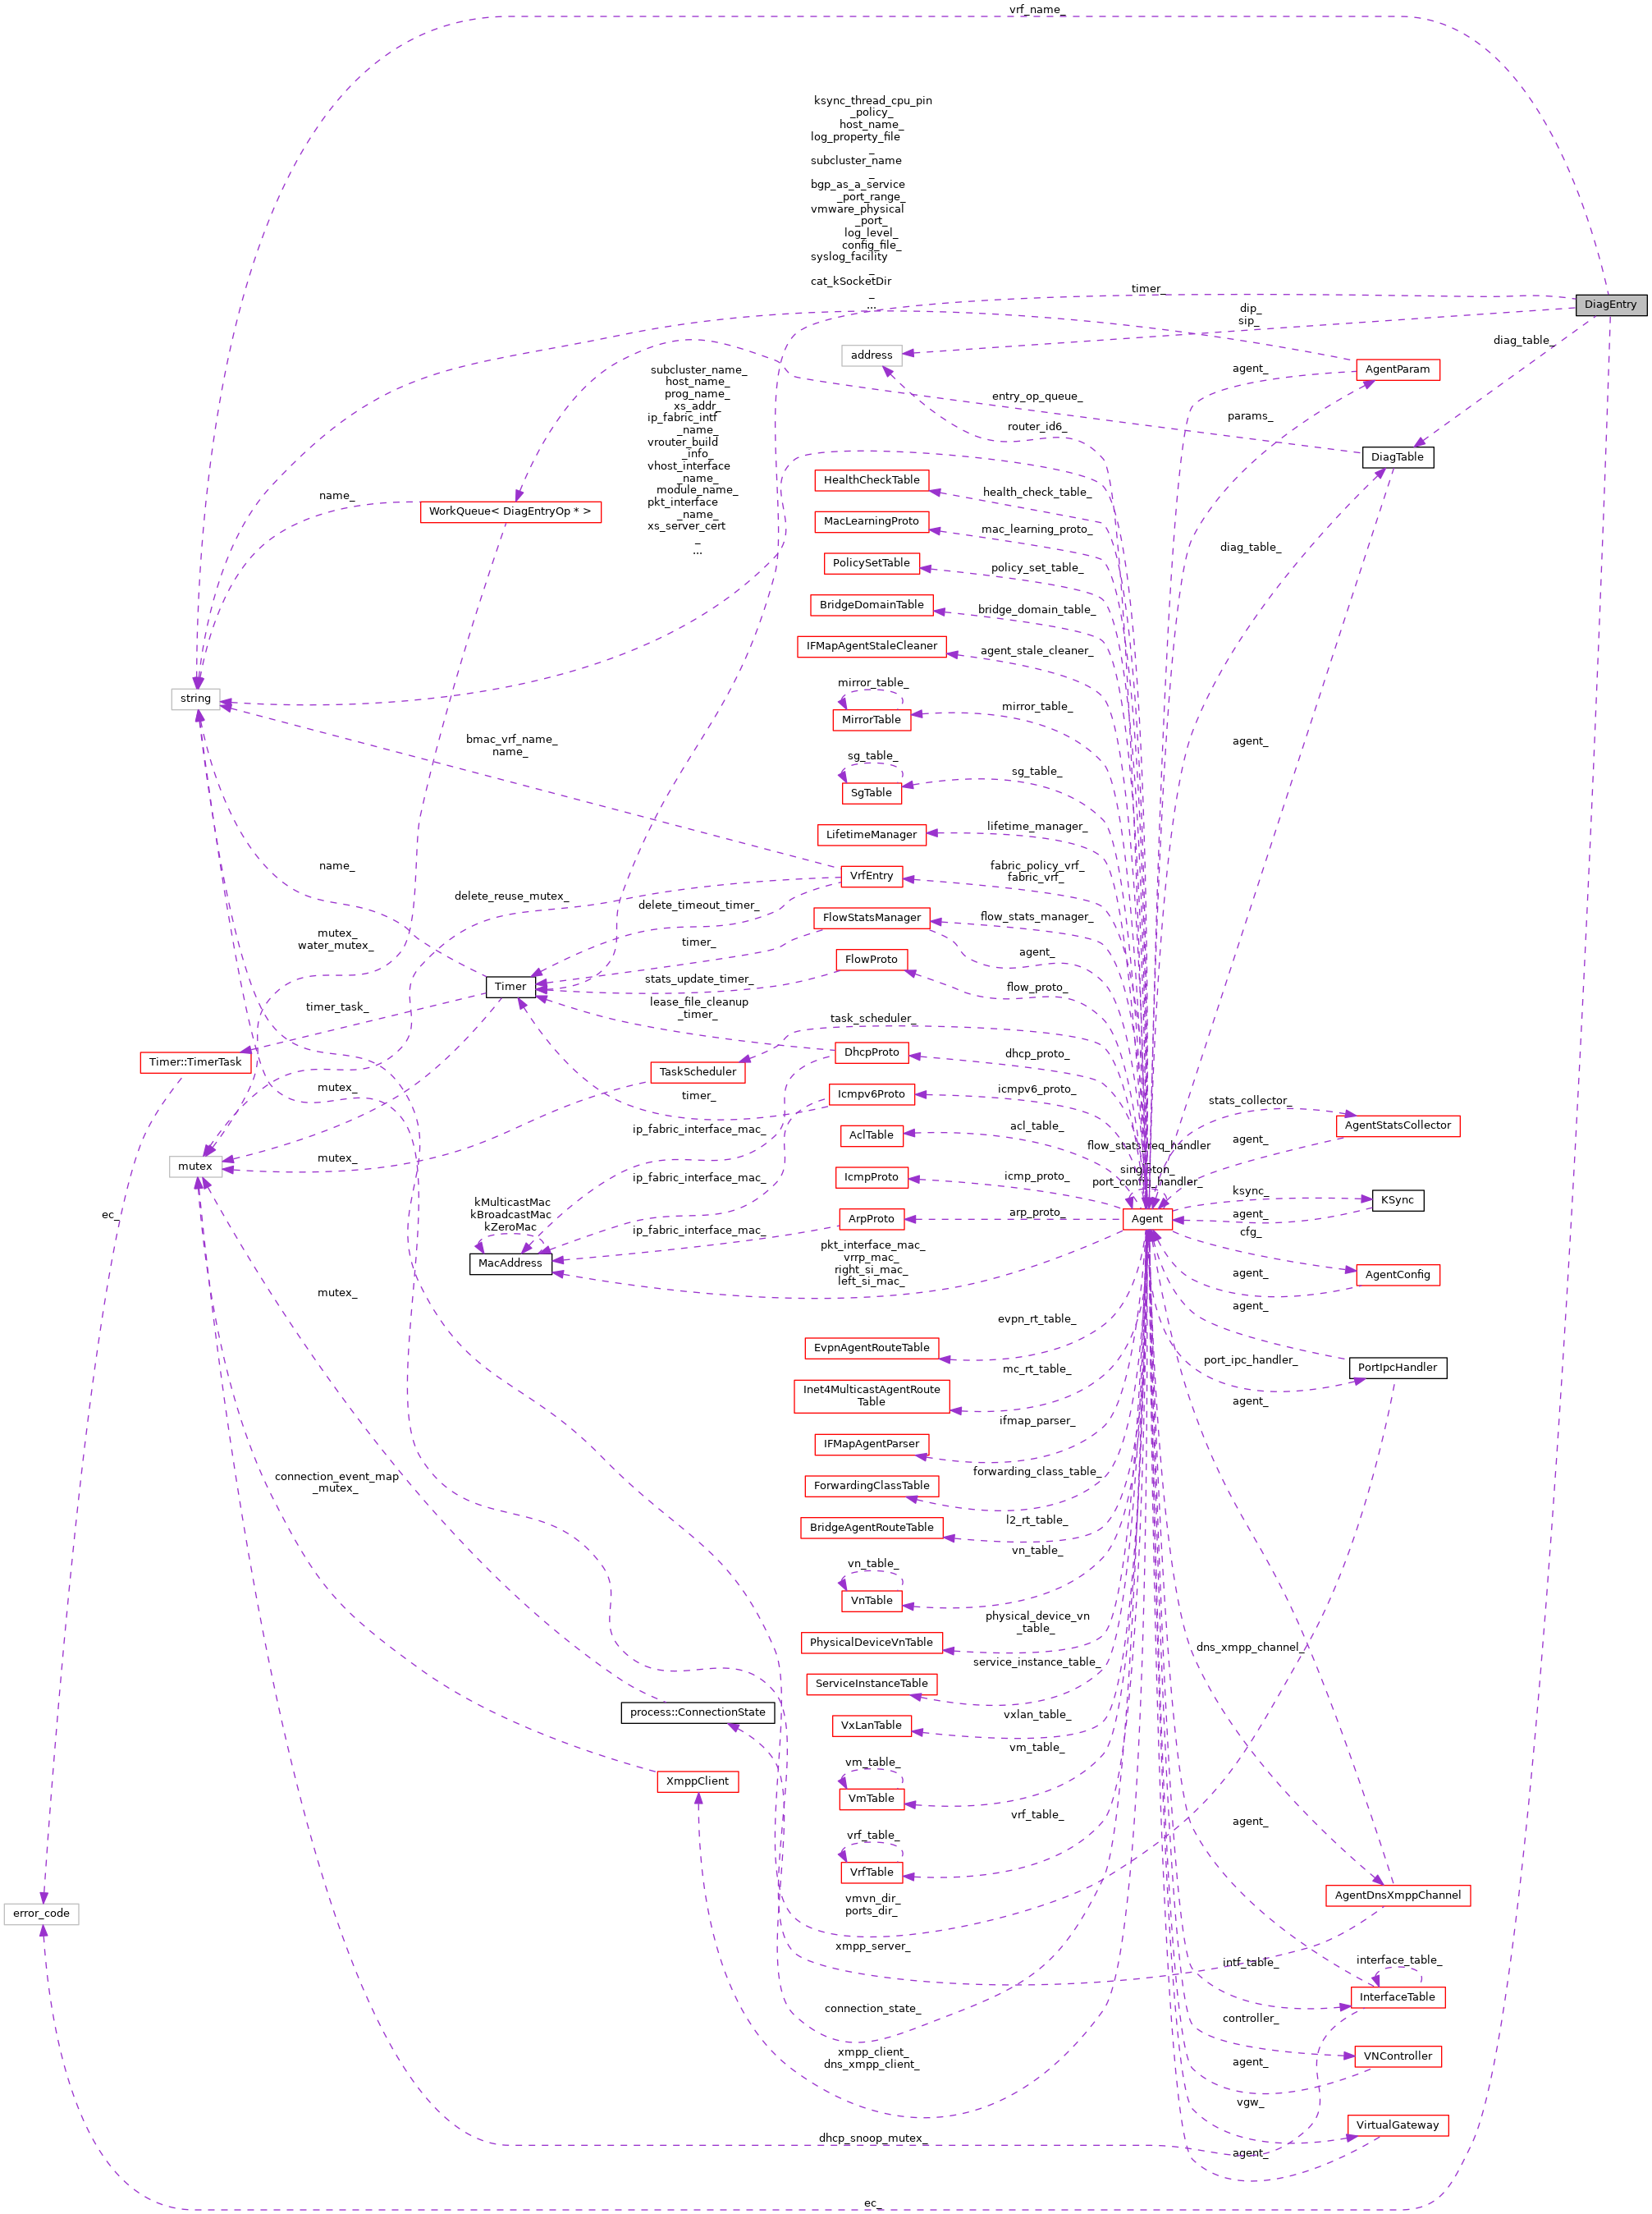 vrf_name_
ksync_thread_cpu_pin
_policy_
host_name_
log_property_file
_
subcluster_name
_
bgp_as_a_service
_port_range_
vmware_physical
_port_
log_level_
config_file_
syslog_facility
_
cat_kSocketDir
_
...
timer_
DiagEntry
dip_
sip_
diag_table_
address
agent_
AgentParam
subcluster_name_
host_name_
prog_name_
xs_addr_
ip_fabric_intf
_name_
vrouter_build
_info_
vhost_interface
_name_
module_name_
pkt_interface
_name_
xs_server_cert
_
...
entry_op_queue_
params_
router_id6_
DiagTable
HealthCheckTable
health_check_table_
name_
WorkQueue< DiagEntryOp * >
MacLearningProto
mac_learning_proto_
diag_table_
PolicySetTable
policy_set_table_
BridgeDomainTable
bridge_domain_table_
IFMapAgentStaleCleaner
agent_stale_cleaner_
mirror_table_
string
MirrorTable
mirror_table_
bmac_vrf_name_
name_
agent_
sg_table_
SgTable
sg_table_
LifetimeManager
lifetime_manager_
name_
VrfEntry
fabric_policy_vrf_
fabric_vrf_
delete_reuse_mutex_
delete_timeout_timer_
FlowStatsManager
flow_stats_manager_
mutex_
water_mutex_
timer_
agent_
FlowProto
stats_update_timer_
Timer
flow_proto_
timer_task_
lease_file_cleanup
_timer_
task_scheduler_
Timer::TimerTask
DhcpProto
dhcp_proto_
TaskScheduler
mutex_
timer_
Icmpv6Proto
icmpv6_proto_
stats_collector_
ip_fabric_interface_mac_
AclTable
acl_table_
AgentStatsCollector
flow_stats_req_handler
_
agent_
mutex_
mutex_
ip_fabric_interface_mac_
IcmpProto
icmp_proto_
singleton_
port_config_handler_
ksync_
KSync
ec_
kMulticastMac
kBroadcastMac
kZeroMac
ip_fabric_interface_mac_
ArpProto
arp_proto_
Agent
agent_
cfg_
MacAddress
pkt_interface_mac_
vrrp_mac_
right_si_mac_
left_si_mac_
agent_
AgentConfig
mutex_
agent_
evpn_rt_table_
EvpnAgentRouteTable
port_ipc_handler_
PortIpcHandler
mc_rt_table_
Inet4MulticastAgentRoute
Table
agent_
ifmap_parser_
IFMapAgentParser
connection_event_map
_mutex_
forwarding_class_table_
ForwardingClassTable
l2_rt_table_
BridgeAgentRouteTable
vn_table_
vn_table_
VnTable
physical_device_vn
_table_
PhysicalDeviceVnTable
dns_xmpp_channel_
service_instance_table_
ServiceInstanceTable
process::ConnectionState
VxLanTable
vxlan_table_
XmppClient
vm_table_
vm_table_
VmTable
vrf_table_
vrf_table_
agent_
VrfTable
AgentDnsXmppChannel
error_code
vmvn_dir_
ports_dir_
xmpp_server_
intf_table_
interface_table_
InterfaceTable
connection_state_
controller_
xmpp_client_
dns_xmpp_client_
VNController
agent_
vgw_
VirtualGateway
dhcp_snoop_mutex_
agent_
ec_